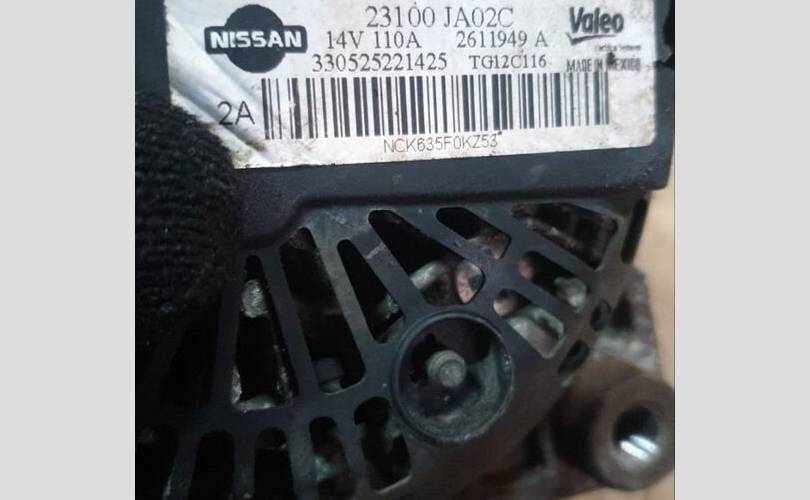 23100 JA02C
NISSAN 14V 110A 2611949 A Valeo
330525221425 TG12C116 MADE IN MEXICO
2A
NCK635F0KZ53